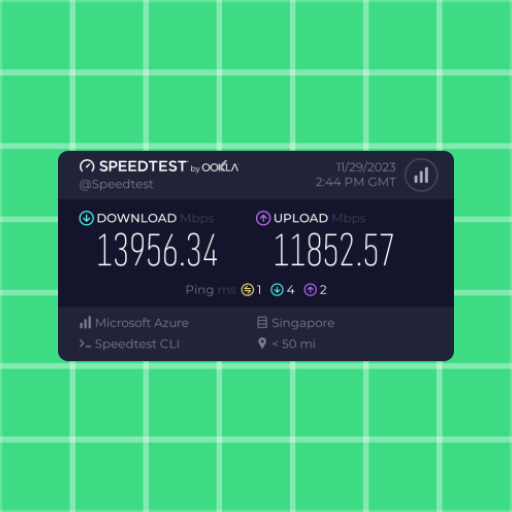 SPEEDTEST by OOKLA
@Speedtest
11/29/2023
2:44 PM GMT
DOWNLOAD Mbps
13956.34
UPLOAD Mbps
11852.57
Ping ms 1 4 2
Microsoft Azure
Singapore
Speedtest CLI
< 50 mi